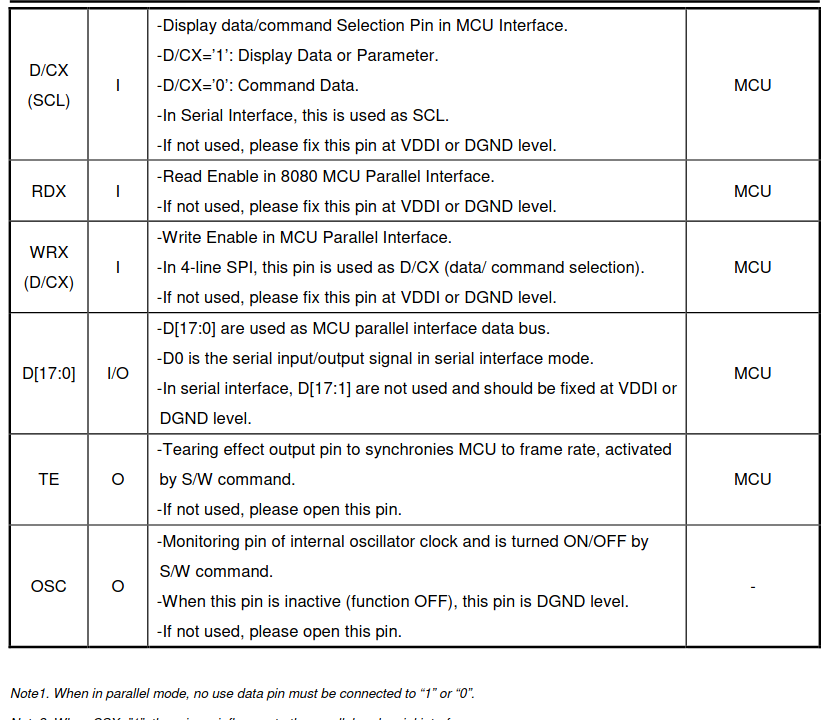 -Display data/command Selection Pin in MCU Interface.
-D/CX='1': Display Data or Parameter.
D/CX
(SCL)
I
-D/CX='0': Command Data.
MCU
-In Serial Interface, this is used as SCL.
-If not used, please fix this pin at VDDI or DGND level.
RDX
I
-Read Enable in 8080 MCU Parallel Interface.
-If not used, please fix this pin at VDDI or DGND level.
MCU
WRX
(D/CX)
I
-Write Enable in MCU Parallel Interface.
-In 4-line SPI, this pin is used as D/CX (data/ command selection).
-If not used, please fix this pin at VDDI or DGND level.
MCU
D[17:0]
I/O
-D[17:0] are used as MCU parallel interface data bus.
-D0 is the serial input/output signal in serial interface mode.
-In serial interface, D[17:1] are not used and should be fixed at VDDI or
DGND level.
MCU
TE
O
-Tearing effect output pin to synchronies MCU to frame rate, activated
by S/W command.
-If not used, please open this pin.
MCU
OSC
O
-Monitoring pin of internal oscillator clock and is turned ON/OFF by
S/W command.
-When this pin is inactive (function OFF), this pin is DGND level.
-If not used, please open this pin.
-
Note1. When in parallel mode, no use data pin must be connected to “1” or “0”.